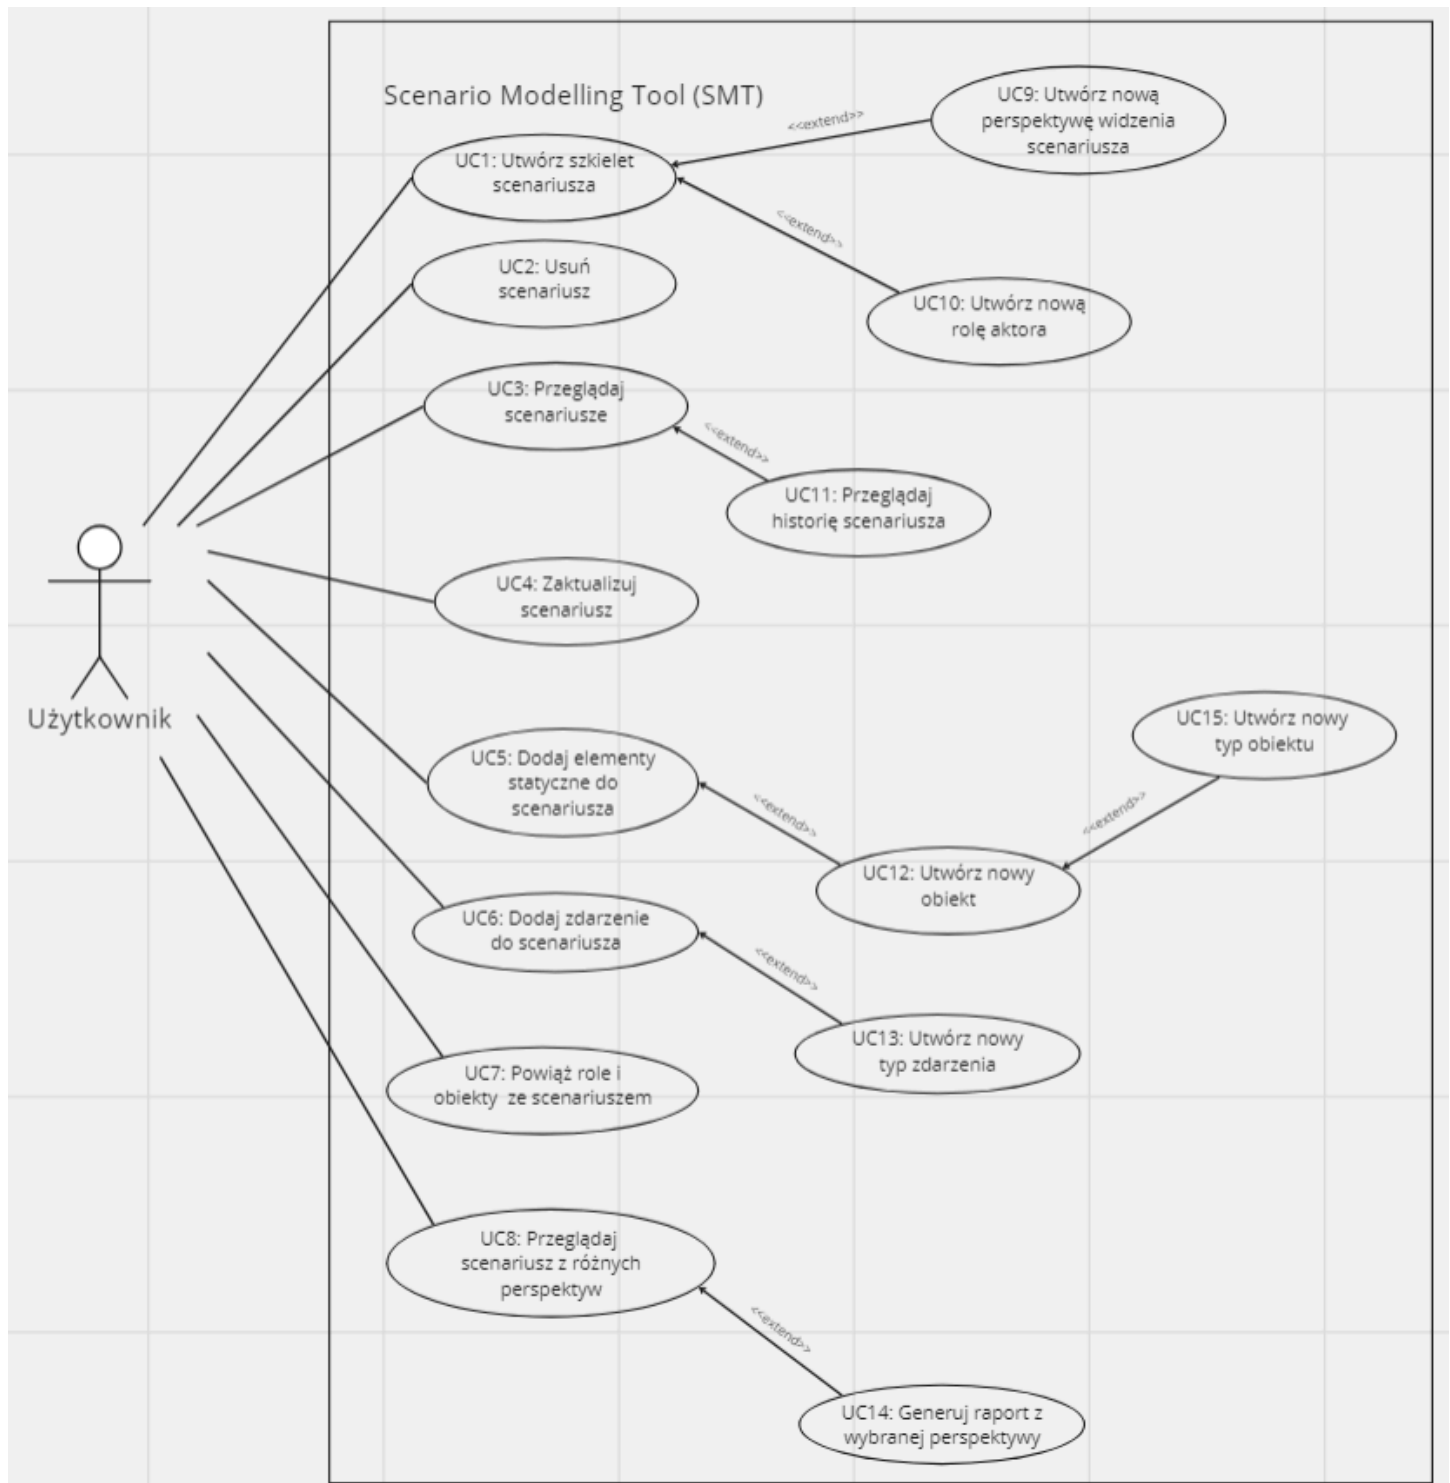 Scenario Modelling Tool (SMT)
UC9: Utwórz nową
perspektywę widzenia
scenariusza
<<extend>>
UC1: Utwórz szkielet
scenariusza
<<extend>>
UC10: Utwórz nową
rolę aktora
UC2: Usuń
scenariusz
UC3: Przeglądaj
scenariusze
<<extend>>
UC11: Przeglądaj
historię scenariusza
UC4: Zaktualizuj
scenariusz
Użytkownik
UC15: Utwórz nowy
typ obiektu
UC5: Dodaj elementy
statyczne do
scenariusza
<<extend>>
<<extend>>
UC12: Utwórz nowy
obiekt
UC6: Dodaj zdarzenie
do scenariusza
<<extend>>
UC13: Utwórz nowy
typ zdarzenia
UC7: Powiąż role i
obiekty ze scenariuszem
UC8: Przeglądaj
scenariusz z różnych
perspektyw
<<extend>>
UC14: Generuj raport z
wybranej perspektywy